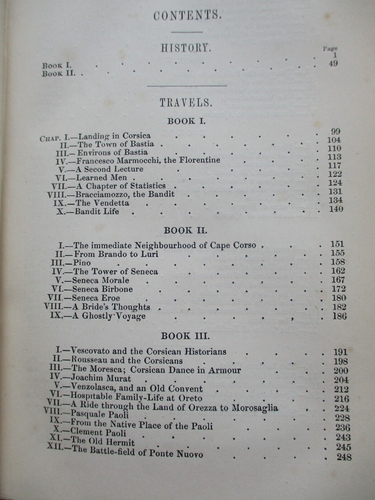 CONTENTS.
HISTORY.
Page
Book I. . . . . . . . 1
Book II. . . . . . . . 49
TRAVELS.
BOOK I.
Chap. I.—Landing in Corsica . . . . 99
II.—The Town of Bastia . . . . 104
III.—Environs of Bastia . . . . 110
IV.—Francesco Marmocchi, the Florentine . . . . 113
V.—A Second Lecture . . . . 117
VI.—Learned Men . . . . 122
VII.—A Chapter of Statistics . . . . 124
VIII.—Bracciamozzo, the Bandit . . . . 131
IX.—The Vendetta . . . . 134
X.—Bandit Life . . . . 140
BOOK II.
I.—The immediate Neighbourhood of Cape Corso . . . . 151
II.—From Brando to Luri . . . . 155
III.—Pino . . . . 158
IV.—The Tower of Seneca . . . . 162
V.—Seneca Morale . . . . 167
VI.—Seneca Birbone . . . . 172
VII.—Seneca Eroe . . . . 180
VIII.—A Bride's Thoughts . . . . 182
IX.—A Ghostly Voyage . . . . 186
BOOK III.
I.—Vescovato and the Corsican Historians . . . . 191
II.—Rousseau and the Corsicans . . . . 198
III.—The Moresca; Corsican Dance in Armour . . . . 200
IV.—Joachim Murat . . . . 204
V.—Venzolasca, and an Old Convent . . . . 212
VI.—Hospitable Family-Life at Oreto . . . . 216
VII.—A Ride through the Land of Orezza to Morosaglia . . . . 224
VIII.—Pasquale Paoli . . . . 228
IX.—From the Native Place of the Paoli . . . . 236
X.—Clement Paoli . . . . 243
XI.—The Old Hermit . . . . 245
XII.—The Battle-field of Ponte Nuovo . . . . 248